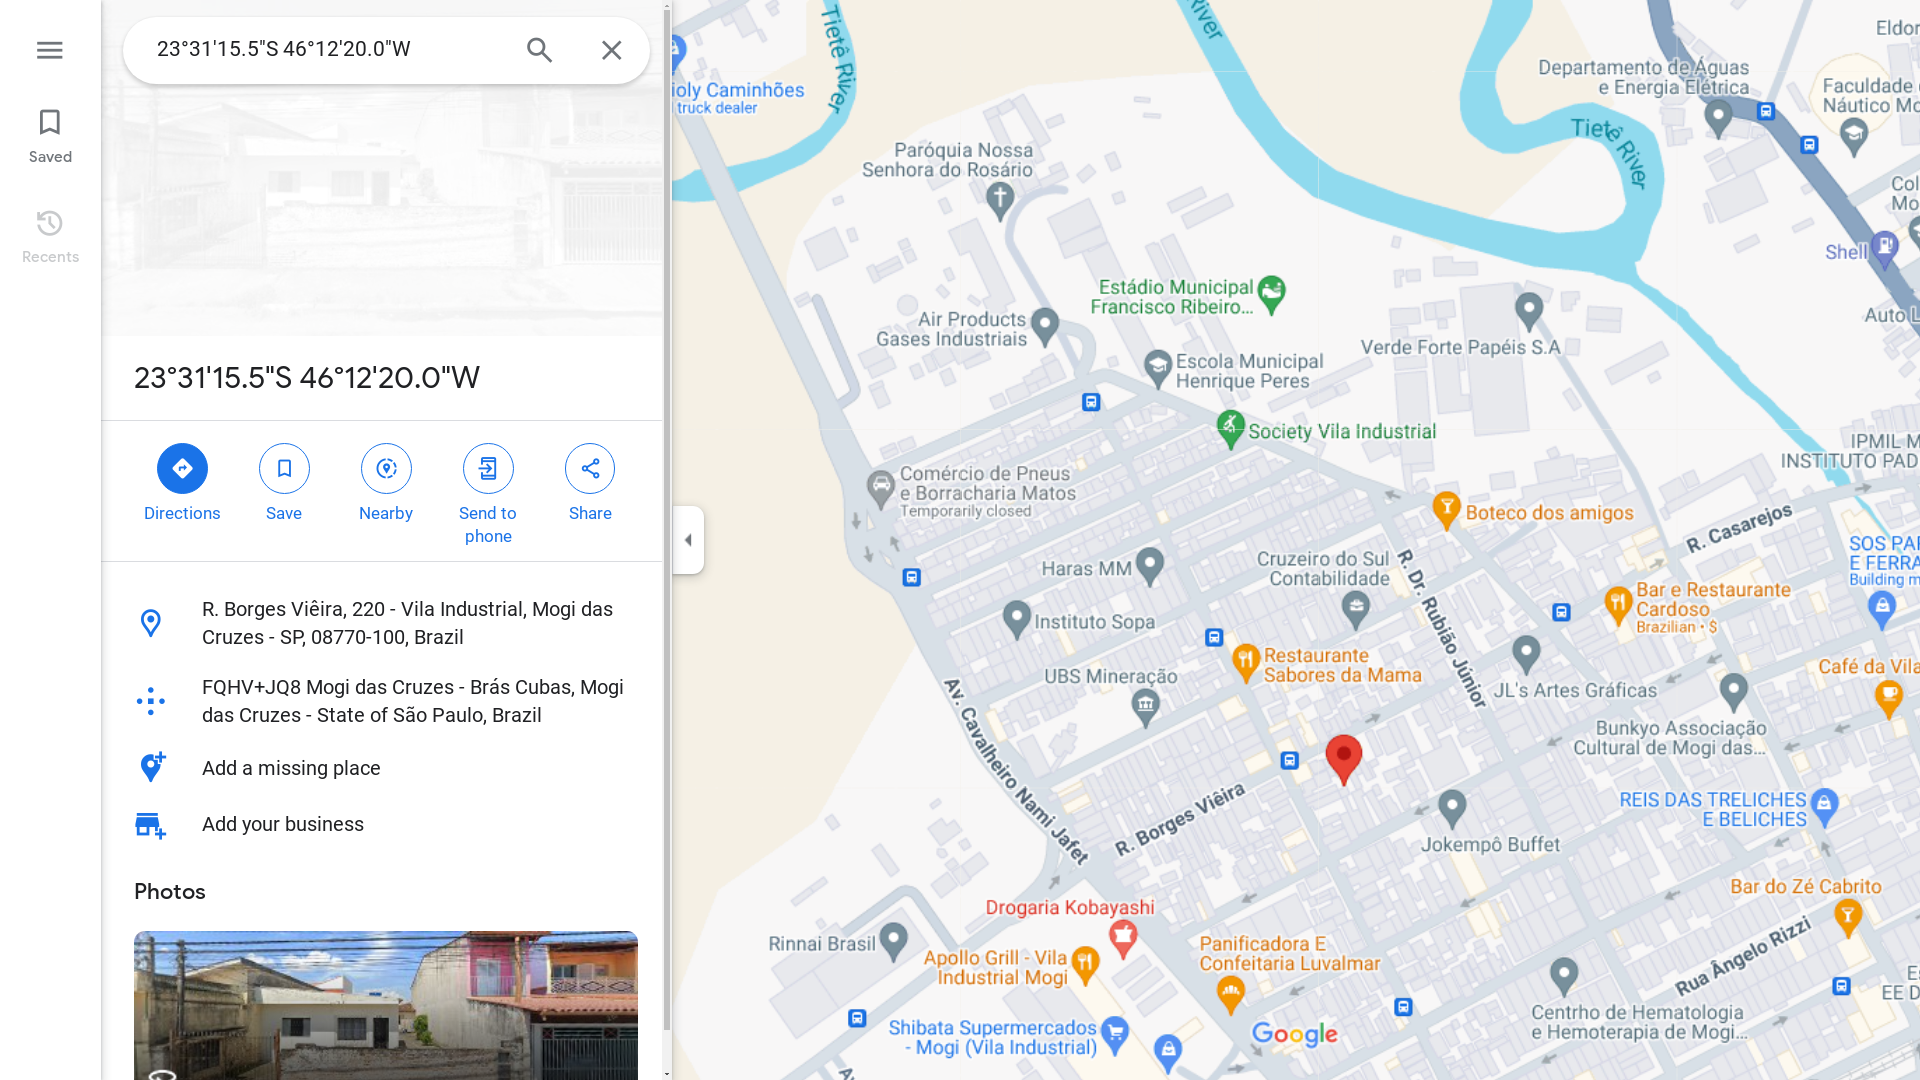 23°31'15.5"S 46°12'20.0"W
Saved
Recents
23°31'15.5"S 46°12'20.0"W
Directions
Save
Nearby
Send to
phone
Share
R. Borges Viêira, 220 - Vila Industrial, Mogi das
Cruzes - SP, 08770-100, Brazil
FQHV+JQ8 Mogi das Cruzes - Brás Cubas, Mogi
das Cruzes - State of São Paulo, Brazil
Add a missing place
Add your business
Photos
Tietê River
River
Eldor
Departamento de Águas
e Energia Elétrica
Faculdade
Náutico Mo
ioly Caminhões
truck dealer
Tietê River
Paróquia Nossa
Senhora do Rosário
Col
Mo
Shell
Estádio Municipal
Francisco Ribeiro...
Auto L
Air Products
Gases Industriais
Verde Forte Papéis S.A
Escola Municipal
Henrique Peres
Society Vila Industrial
IPMIL M
INSTITUTO PAD
Comércio de Pneus
e Borracharia Matos
Temporarily closed
Boteco dos amigos
R. Casarejos
SOS PAR
E FERRA
Building m
Haras MM
Cruzeiro do Sul
Contabilidade
R. Dr. Rubião Júnior
Bar e Restaurante
Cardoso
Brazilian • $
Instituto Sopa
Restaurante
Sabores da Mama
Café da Vila
UBS Mineração
JL's Artes Gráficas
Av. Cavalheiro Nami Jafet
Bunkyo Associação
Cultural de Mogi das...
R. Borges Viêira
REIS DAS TRELICHES
E BELICHES
Jokempô Buffet
Bar do Zé Cabrito
Drogaria Kobayashi
Rinnai Brasil
Apollo Grill - Vila
Industrial Mogi
Panificadora E
Confeitaria Luvalmar
Rua Ângelo Rizzi
Es
EE D
Shibata Supermercados
- Mogi (Vila Industrial)
Google
Centrho de Hematologia
e Hemoterapia de Mogi...
Av